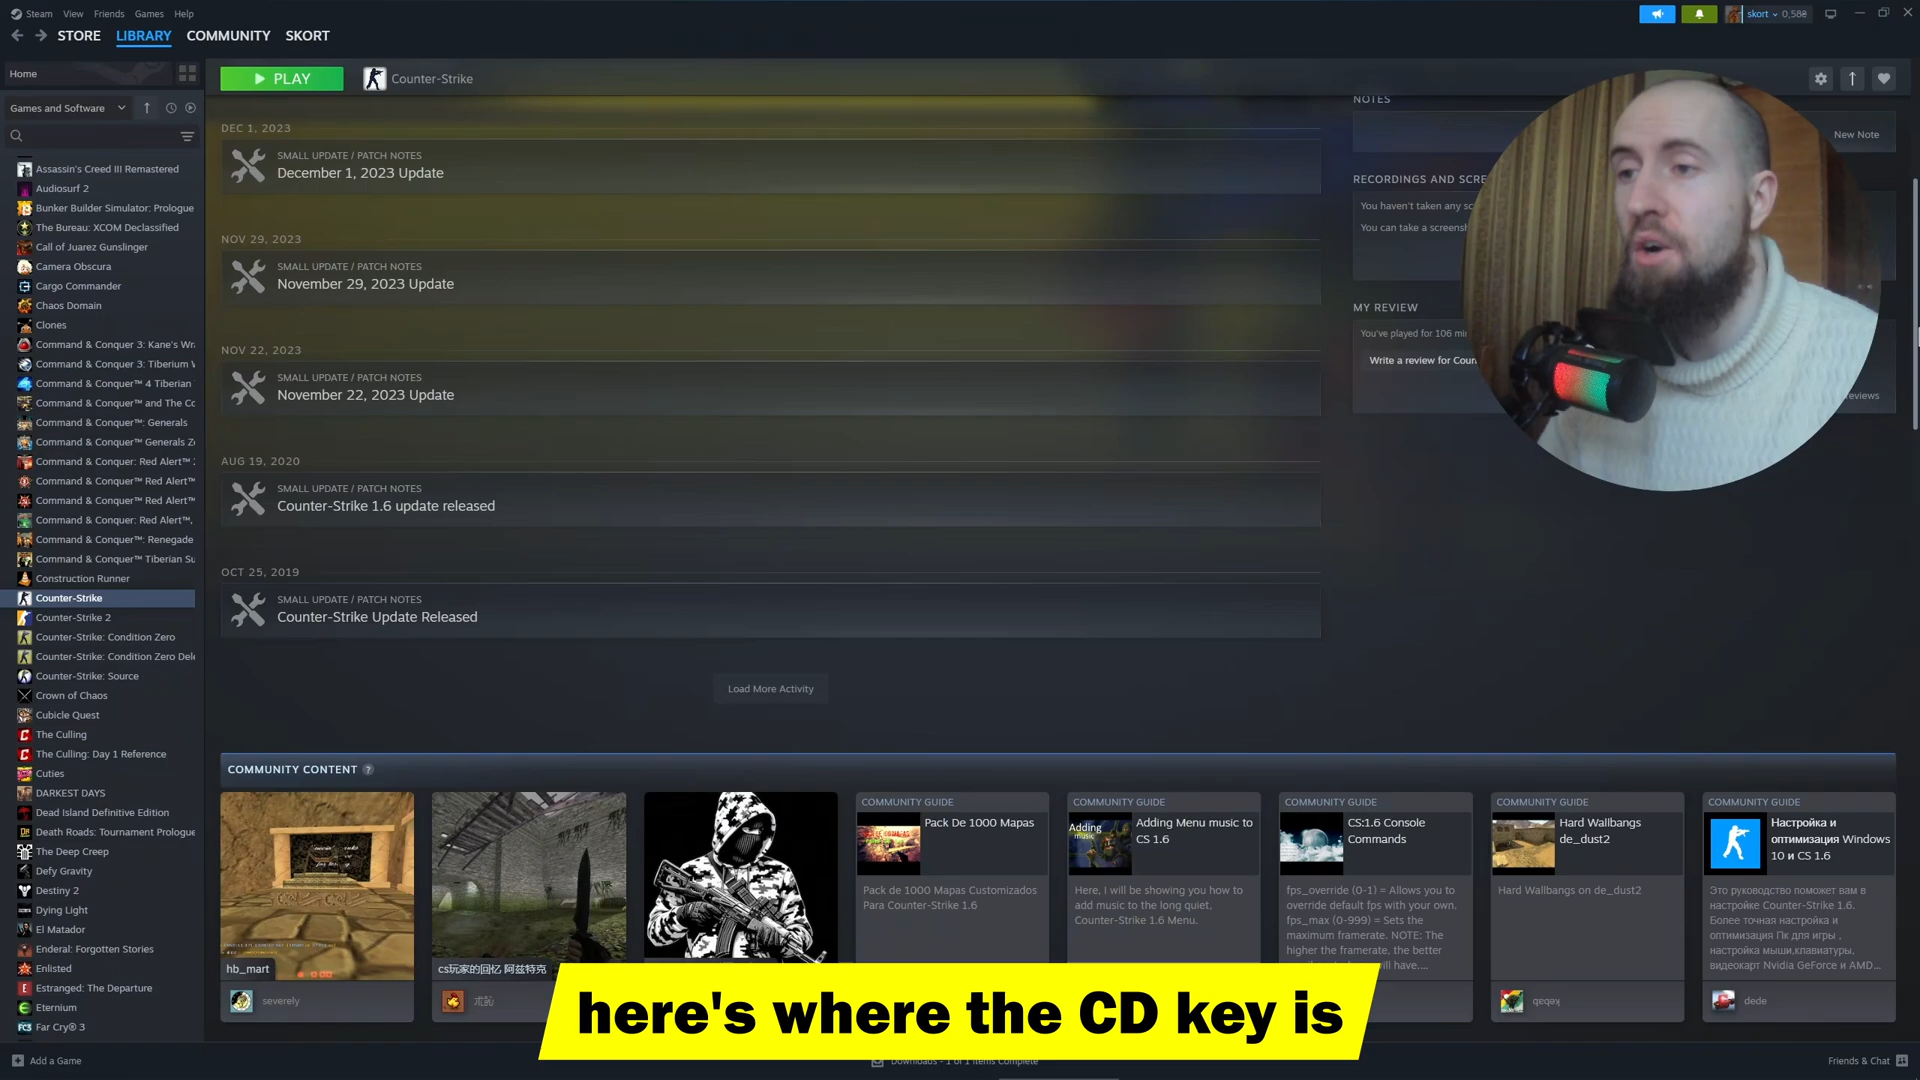 Steam View Friends Games Help
skort 0,58₴
STORE LIBRARY COMMUNITY SKORT
Home
Games and Software
PLAY
Counter-Strike
Assassin's Creed III Remastered
Audiosurf 2
Bunker Builder Simulator: Prologue
The Bureau: XCOM Declassified
Call of Juarez Gunslinger
Camera Obscura
Cargo Commander
Chaos Domain
Clones
Command & Conquer 3: Kane's Wr
Command & Conquer 3: Tiberium W
Command & Conquer™ 4 Tiberian
Command & Conquer™ and The Co
Command & Conquer™: Generals
Command & Conquer™ Generals Ze
Command & Conquer: Red Alert™
Command & Conquer™ Red Alert™
Command & Conquer™ Red Alert™
Command & Conquer: Red Alert™,
Command & Conquer™: Renegade
Command & Conquer™ Tiberian Su
Construction Runner
Counter-Strike
Counter-Strike 2
Counter-Strike: Condition Zero
Counter-Strike: Condition Zero Dele
Counter-Strike: Source
Crown of Chaos
Cubicle Quest
The Culling
The Culling: Day 1 Reference
Cuties
DARKEST DAYS
Dead Island Definitive Edition
Death Roads: Tournament Prologue
The Deep Creep
Defy Gravity
Destiny 2
Dying Light
El Matador
Enderal: Forgotten Stories
Enlisted
Estranged: The Departure
Eternium
Far Cry® 3
Add a Game
DEC 1, 2023
SMALL UPDATE / PATCH NOTES
December 1, 2023 Update
NOV 29, 2023
SMALL UPDATE / PATCH NOTES
November 29, 2023 Update
NOV 22, 2023
SMALL UPDATE / PATCH NOTES
November 22, 2023 Update
AUG 19, 2020
SMALL UPDATE / PATCH NOTES
Counter-Strike 1.6 update released
OCT 25, 2019
SMALL UPDATE / PATCH NOTES
Counter-Strike Update Released
Load More Activity
NOTES
New Note
RECORDINGS AND SCRE
You haven't taken any sc
You can take a screensh
MY REVIEW
You've played for 106 min
Write a review for Coun
reviews
COMMUNITY CONTENT ?
hb_mart
severely
cs玩家的回忆 阿兹特克
COMMUNITY GUIDE
Pack De 1000 Mapas
Pack de 1000 Mapas Customizados
Para Counter-Strike 1.6
COMMUNITY GUIDE
Adding
music
Adding Menu music to
CS 1.6
Here, I will be showing you how to
add music to the long quiet,
Counter-Strike 1.6 Menu.
COMMUNITY GUIDE
CS:1.6 Console
Commands
fps_override (0-1) = Allows you to
override default fps with your own.
fps_max (0-999) = Sets the
maximum framerate. NOTE: The
higher the framerate, the better
will have....
COMMUNITY GUIDE
Hard Wallbangs
de_dust2
Hard Wallbangs on de_dust2
COMMUNITY GUIDE
Настройка и
оптимизация Windows
10 и CS 1.6
Это руководство поможет вам в
настройке Counter-Strike 1.6.
Более точная настройка и
оптимизация Пк для игры ,
настройка мыши,клавиатуры,
видеокарт Nvidia GeForce и AMD...
dede
here's where the CD key is
Downloads - 1 of 1 Items Complete
Friends & Chat